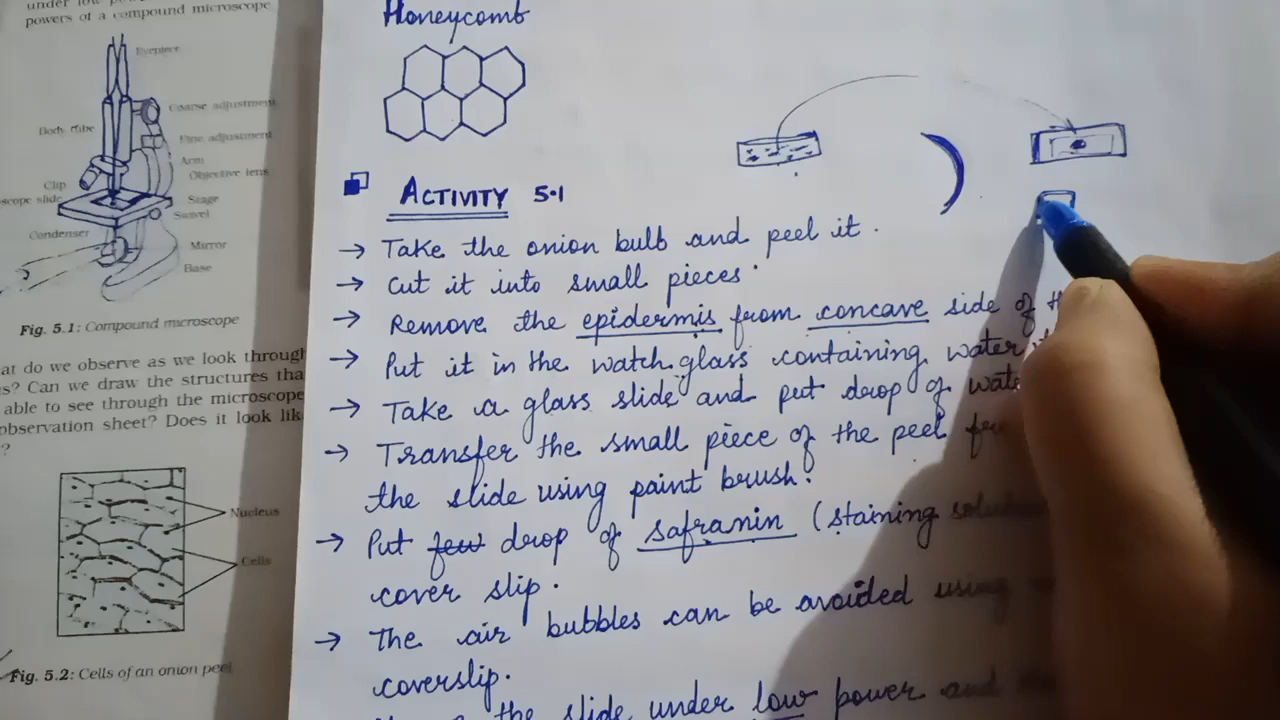 under low
powers of a compound microscope
Eyepiece
Coarse adjustment
Body tube
Fine adjustment
Arm
Objective lens
Clip
scope slide
Stage
Swivel
Condenser
Mirror
Base
Fig. 5.1: Compound microscope
at do we observe as we look through
s? Can we draw the structures tha
able to see through the microscope
observation sheet? Does it look lik
?
Nucleus
Cells
Fig. 5.2: Cells of an onion peel
Honeycomb
ACTIVITY 5.1
→ Take the onion bulb and peel it.
→ Cut it into small pieces.
→ Remove the epidermis from concave side of
→ Put it in the watch glass containing water
→ Take a glass slide and put drop of wate
→ Transfer the small piece of the peel
the slide using paint brush.
→ Put few drop of safranin (staining
cover slip.
→ The air bubbles can be avoided using
coverslip.
the slide under low power and